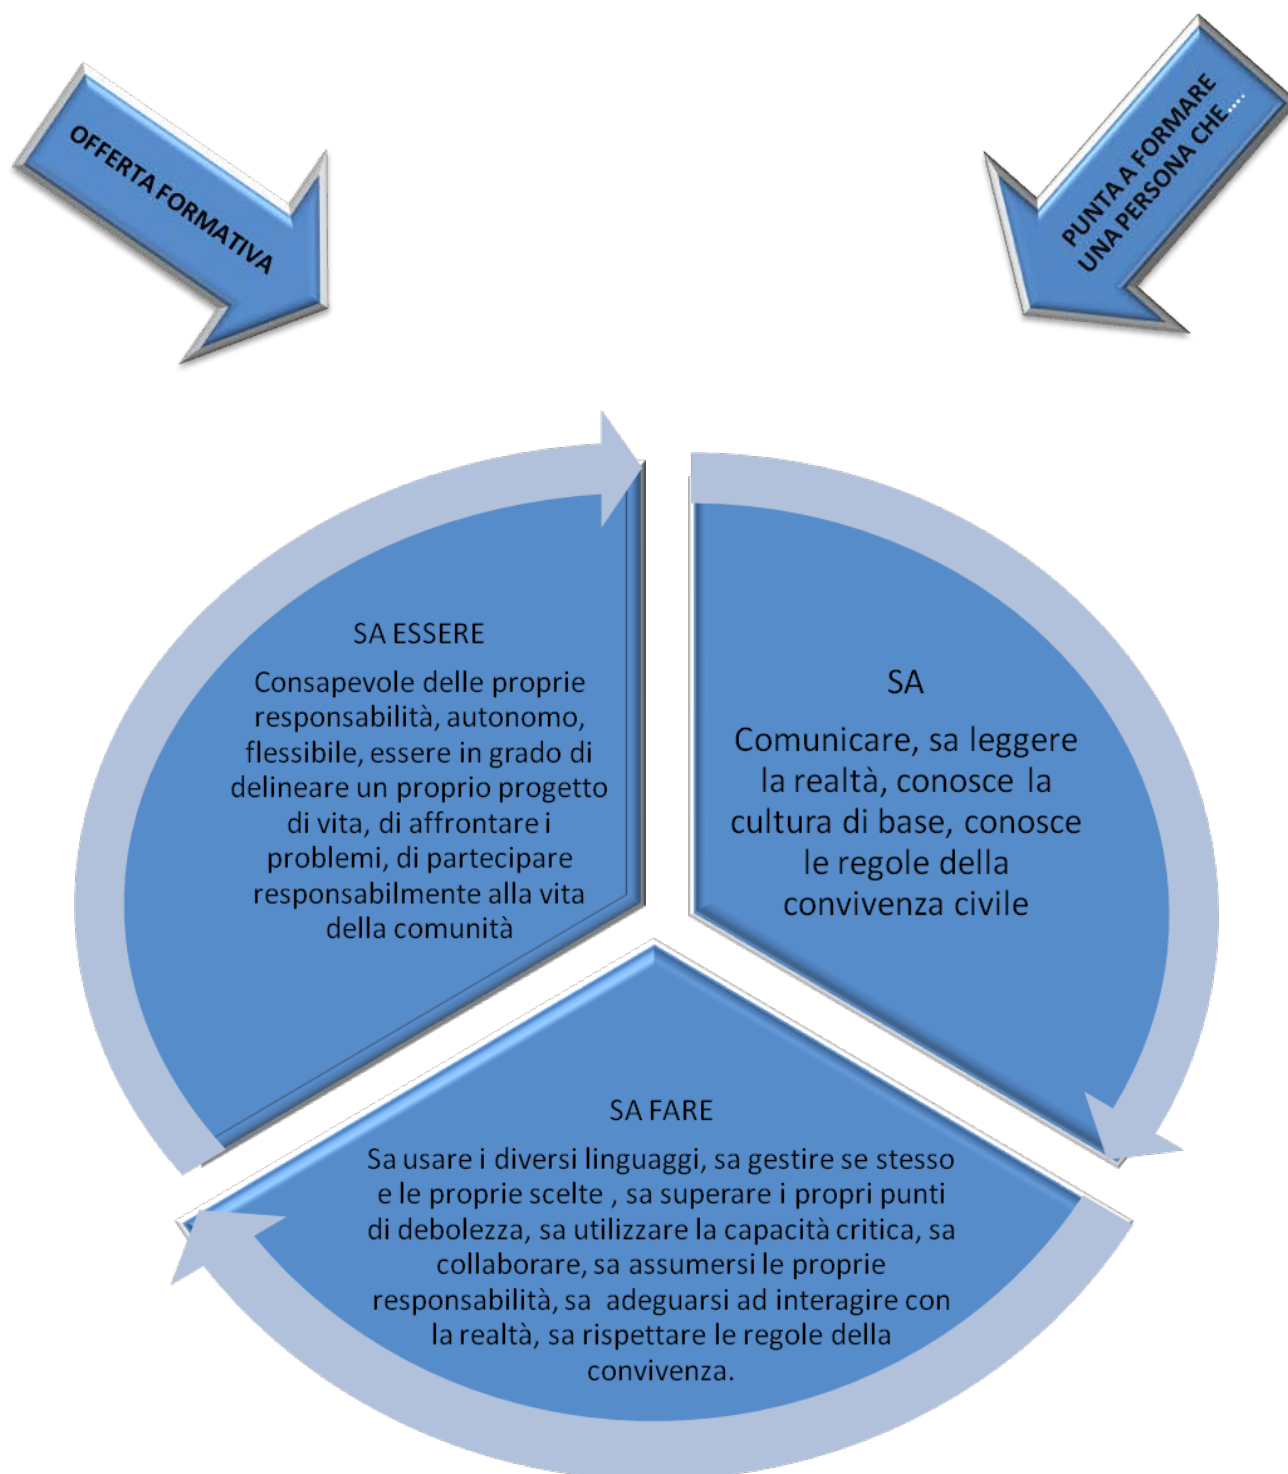 OFFERTA FORMATIVA
PUNTA A FORMARE
UNA PERSONA CHE....
SA ESSERE
Consapevole delle proprie
responsabilità, autonomo,
flessibile, essere in grado di
delineare un proprio progetto
di vita, di affrontare i
problemi, di partecipare
responsabilmente alla vita
della comunità
SA
Comunicare, sa leggere
la realtà, conosce la
cultura di base, conosce
le regole della
convivenza civile
SA FARE
Sa usare i diversi linguaggi, sa gestire se stesso
e le proprie scelte , sa superare i propri punti
di debolezza, sa utilizzare la capacità critica, sa
collaborare, sa assumersi le proprie
responsabilità, sa adeguarsi ad interagire con
la realtà, sa rispettare le regole della
convivenza.